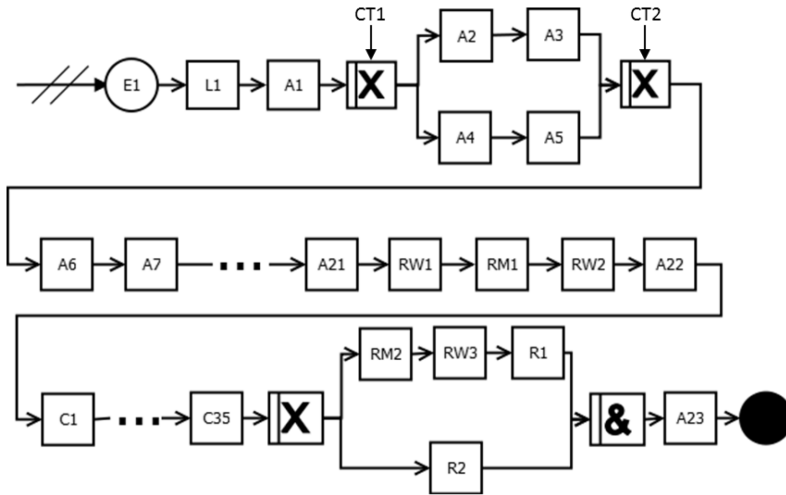 CT1 CT2
A2 A3
E1 L1 A1 X X
A4 A5
A6 A7 ... A21 RW1 RM1 RW2 A22
RM2 RW3 R1
C1 ... C35 X & A23
R2